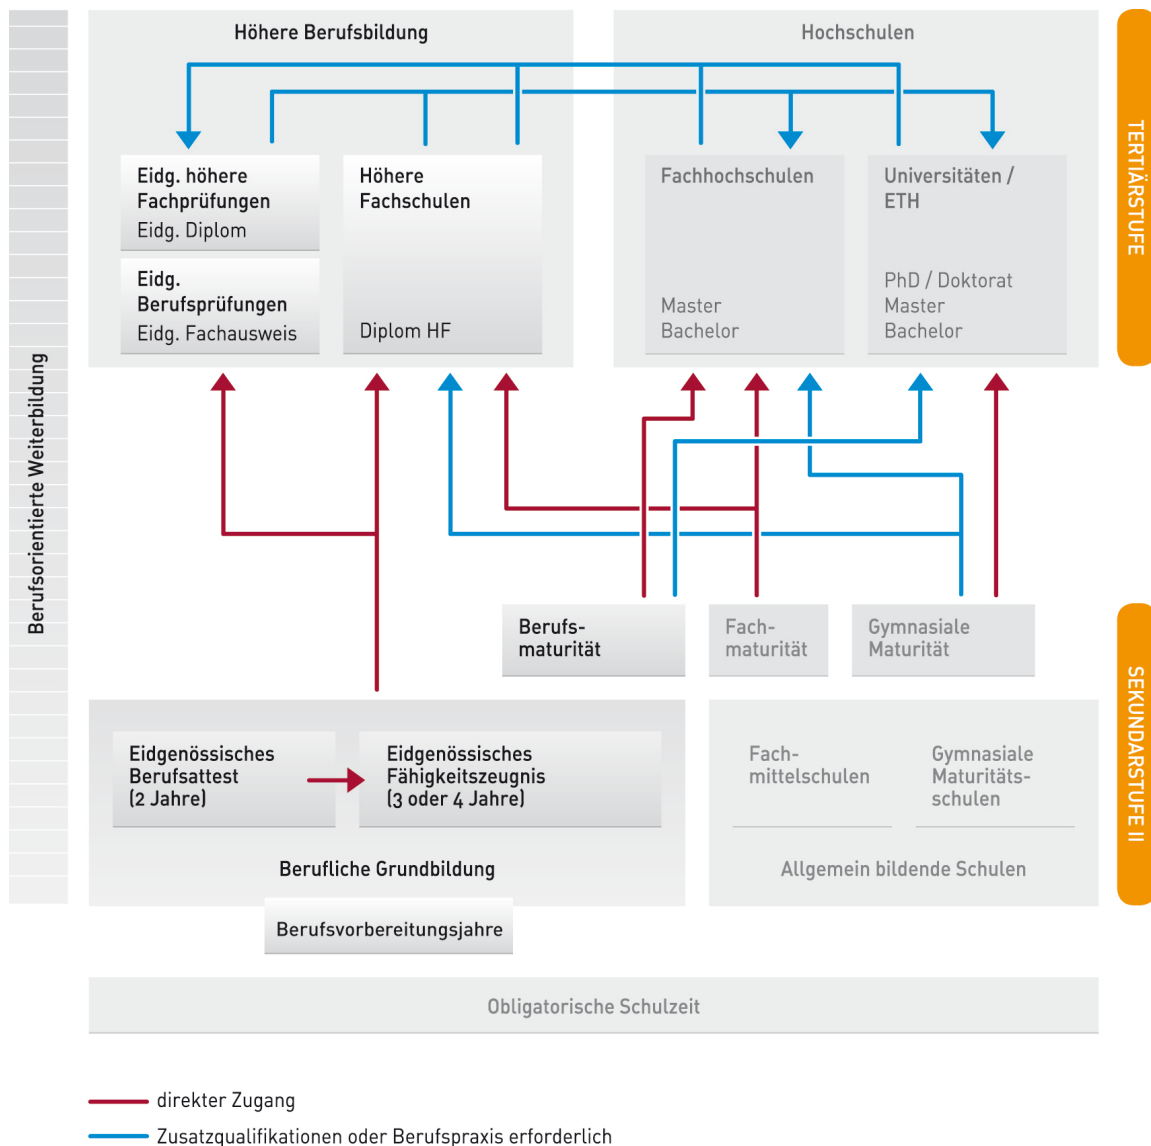 Höhere Berufsbildung
Hochschulen
Eidg. höhere
Fachprüfungen
Eidg. Diplom
Eidg.
Berufsprüfungen
Eidg. Fachausweis
Höhere
Fachschulen
Diplom HF
Fachhochschulen
Master
Bachelor
Universitäten /
ETH
PhD / Doktorat
Master
Bachelor
TERTIÄRSTUFE
Berufsorientierte Weiterbildung
Berufs-
maturität
Fach-
maturität
Gymnasiale
Maturität
SEKUNDARSTUFE II
Eidgenössisches
Berufsattest
(2 Jahre)
Eidgenössisches
Fähigkeitszeugnis
(3 oder 4 Jahre)
Berufliche Grundbildung
Fach-
mittelschulen
Gymnasiale
Maturitäts-
schulen
Allgemein bildende Schulen
Berufsvorbereitungsjahre
Obligatorische Schulzeit
direkter Zugang
Zusatzqualifikationen oder Berufspraxis erforderlich